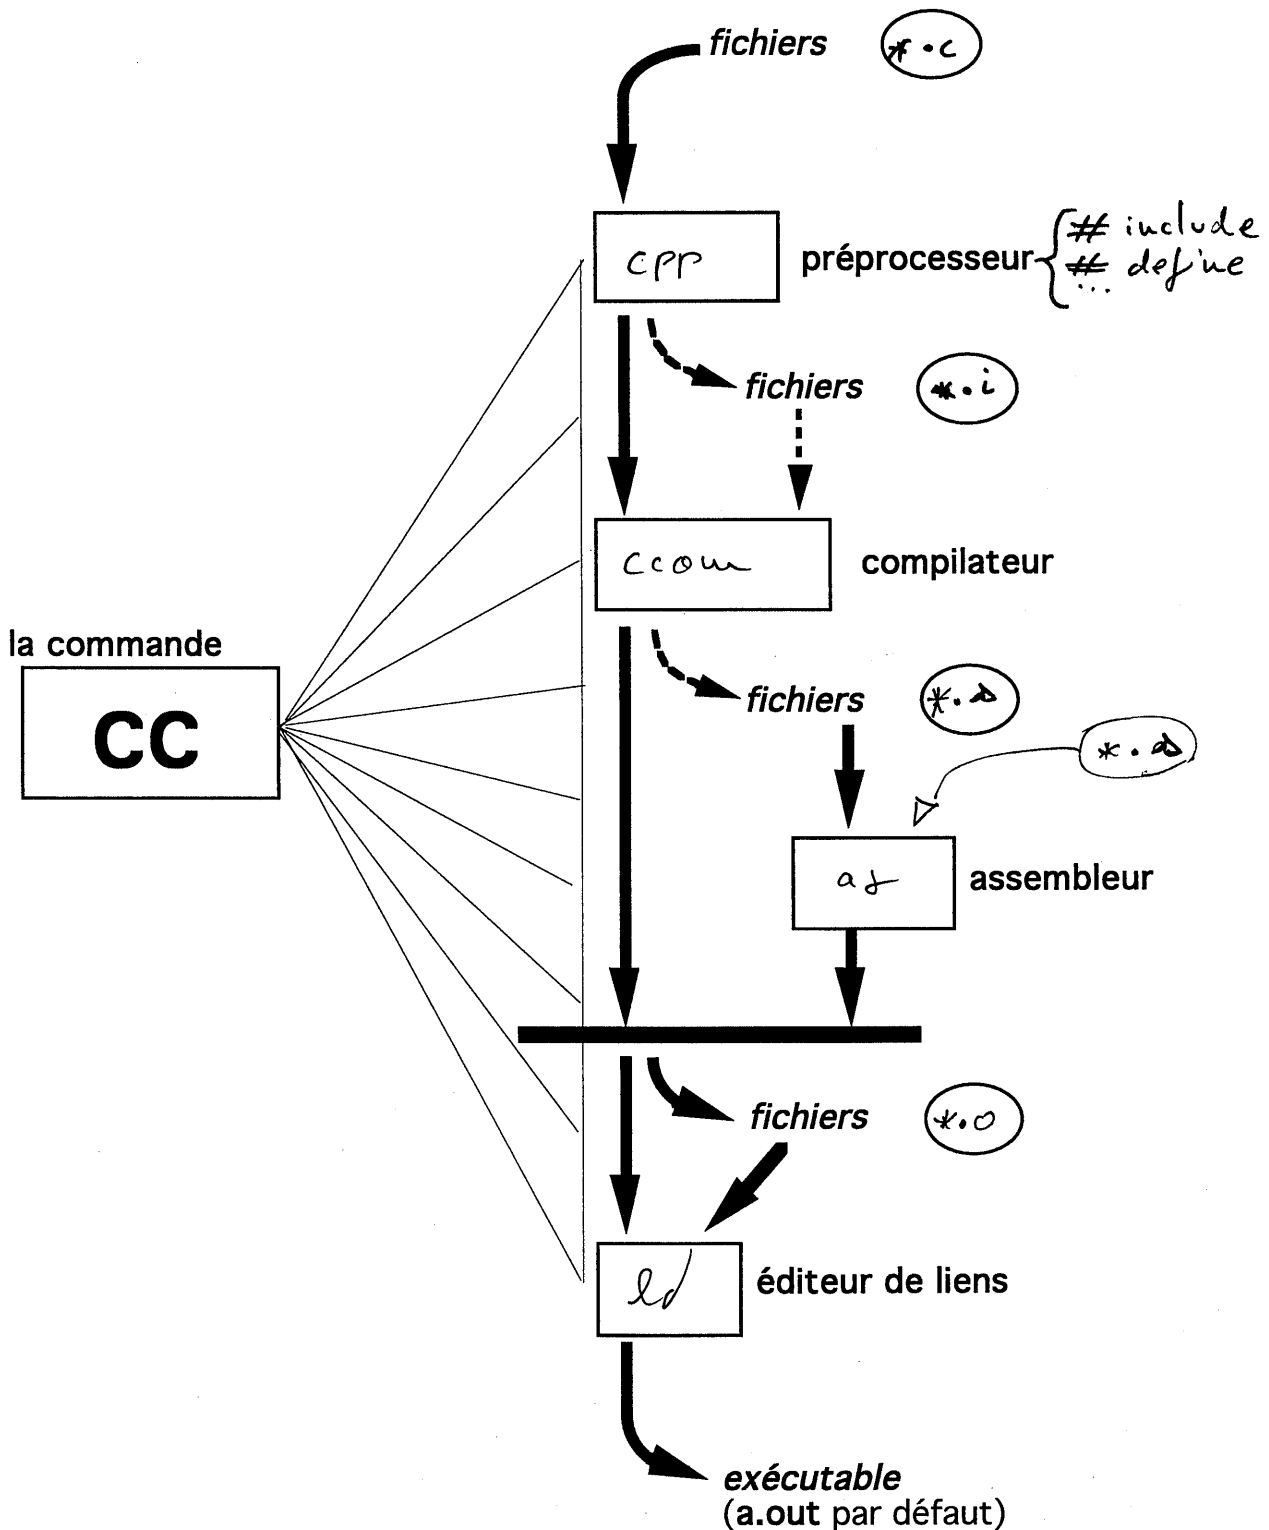 fichiers *.c
cpp préprocesseur # include
# define
...
fichiers *.i
ccom compilateur
la commande
CC
fichiers *.s
*.s
as assembleur
fichiers *.o
ld éditeur de liens
exécutable
(a.out par défaut)